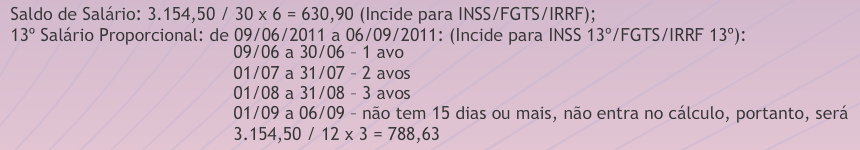 Saldo de Salário: 3.154,50 / 30 x 6 = 630,90 (Incide para INSS/FGTS/IRRF);
13º Salário Proporcional: de 09/06/2011 a 06/09/2011: (Incide para INSS 13º/FGTS/IRRF 13º):
09/06 a 30/06 – 1 avo
01/07 a 31/07 – 2 avos
01/08 a 31/08 – 3 avos
01/09 a 06/09 – não tem 15 dias ou mais, não entra no cálculo, portanto, será
3.154,50 / 12 x 3 = 788,63